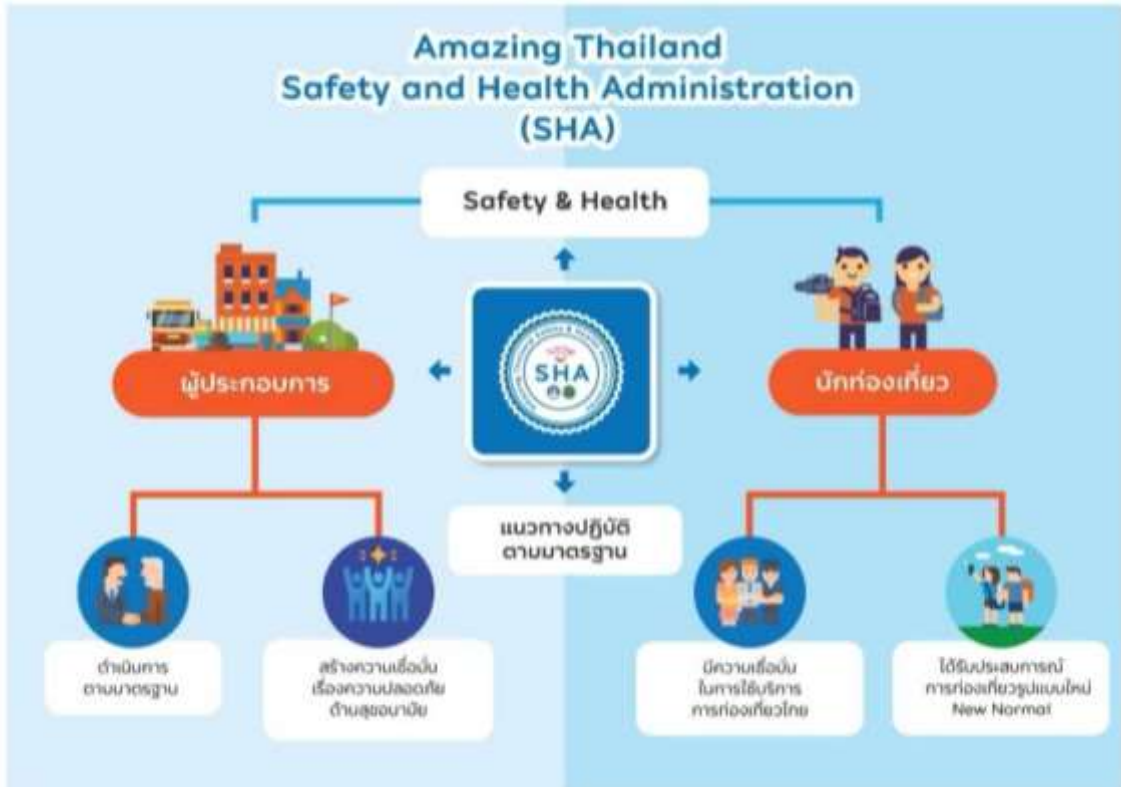 Amazing Thailand
Safety and Health Administration
(SHA)
Safety & Health
ผู้ประกอบการ
SHA
นักท่องเที่ยว
แนวทางปฏิบัติ
ตามมาตรฐาน
ดำเนินการ
ตามมาตรฐาน
สร้างความเชื่อมั่น
เรื่องความปลอดภัย
ด้านสุขอนามัย
มีความเชื่อมั่น
ในการใช้บริการ
การท่องเที่ยวไทย
ได้รับประสบการณ์
การท่องเที่ยวรูปแบบใหม่
New Normal